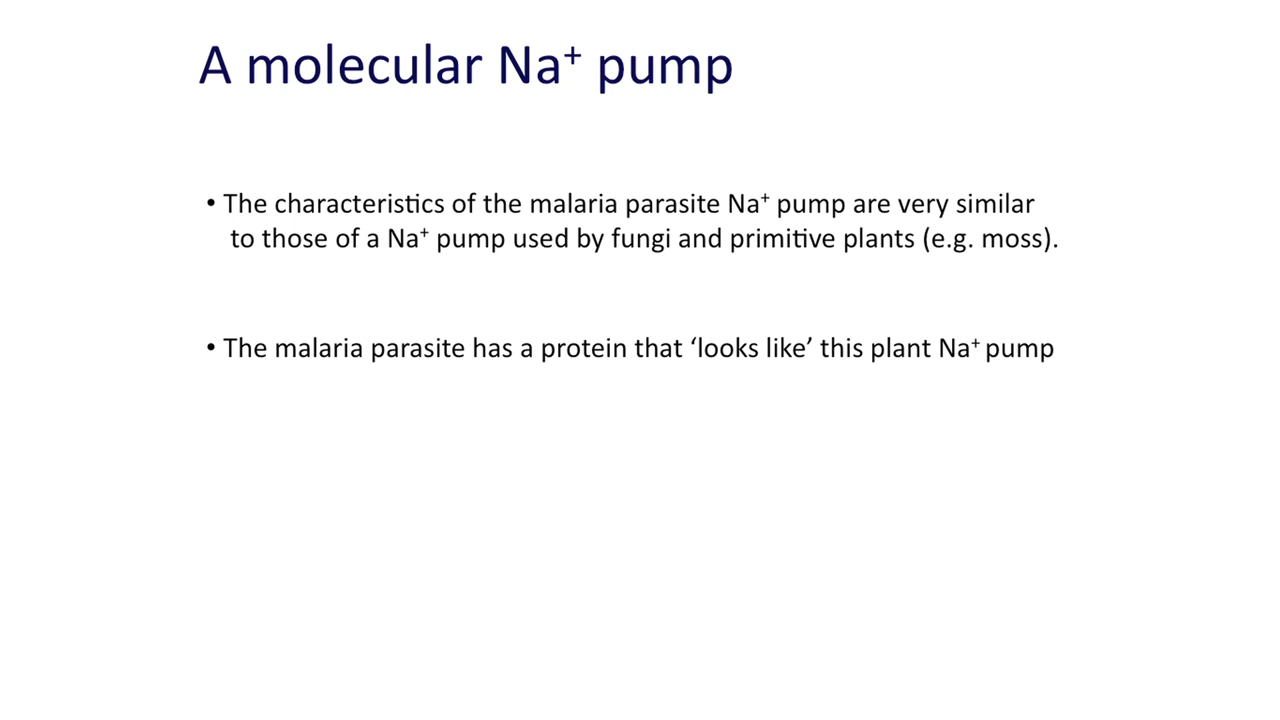 A molecular Na⁺ pump
• The characteristics of the malaria parasite Na⁺ pump are very similar
to those of a Na⁺ pump used by fungi and primitive plants (e.g. moss).
• The malaria parasite has a protein that ‘looks like’ this plant Na⁺ pump